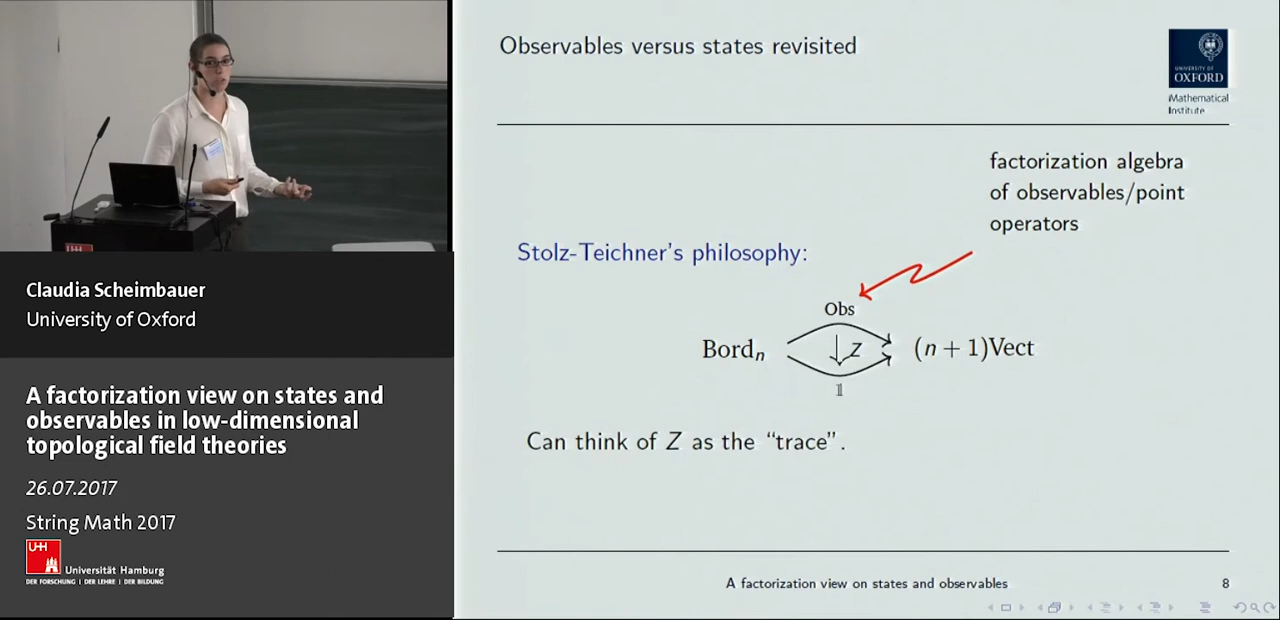 Observables versus states revisited
UNIVERSITY OF
OXFORD
Mathematical
Institute
factorization algebra
of observables/point
operators
Stolz-Teichner's philosophy:
Obs
Bordₙ
Z
(n + 1)Vect
𝟙
Can think of Z as the “trace”.
A factorization view on states and observables
8
Claudia Scheimbauer
University of Oxford
A factorization view on states and
observables in low-dimensional
topological field theories
26.07.2017
String Math 2017
UH
Universität Hamburg
DER FORSCHUNG | DER LEHRE | DER BILDUNG